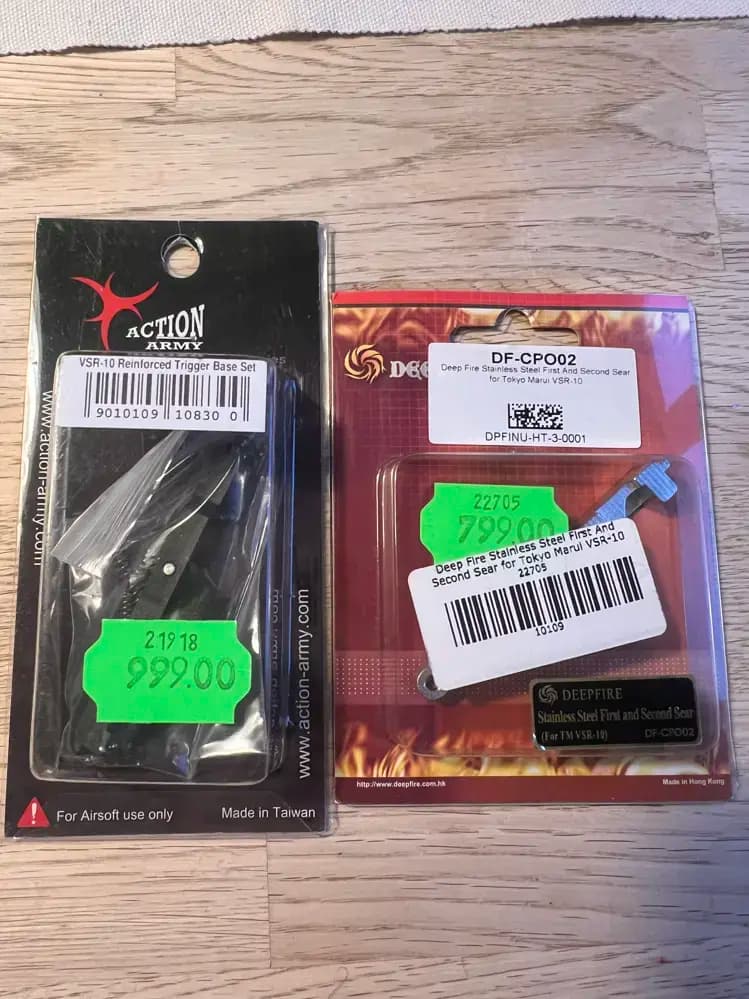 ACTION
ARMY
VSR-10 Reinforced Trigger Base Set
9010109 10830 0
www.action-army.com
21918
999.00
www.action-army.com
For Airsoft use only
Made in Taiwan
DF-CPO02
Deep Fire Stainless Steel First And Second Sear
for Tokyo Marui VSR-10
DPFINU-HT-3-0001
22705
799.00
Deep Fire Stainless Steel First And
Second Sear for Tokyo Marui VSR-10
22705
10109
DEEPFIRE
Stainless Steel First and Second Sear
(For TM VSR-10)
DF-CPO02
http://www.deepfire.com.hk
Made in Hong Kong